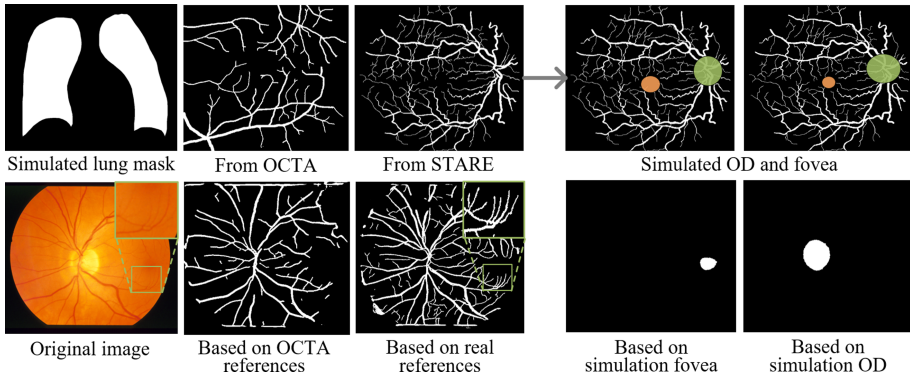 Simulated lung mask
From OCTA
From STARE
Simulated OD and fovea
Original image
Based on OCTA
references
Based on real
references
Based on
simulation fovea
Based on
simulation OD